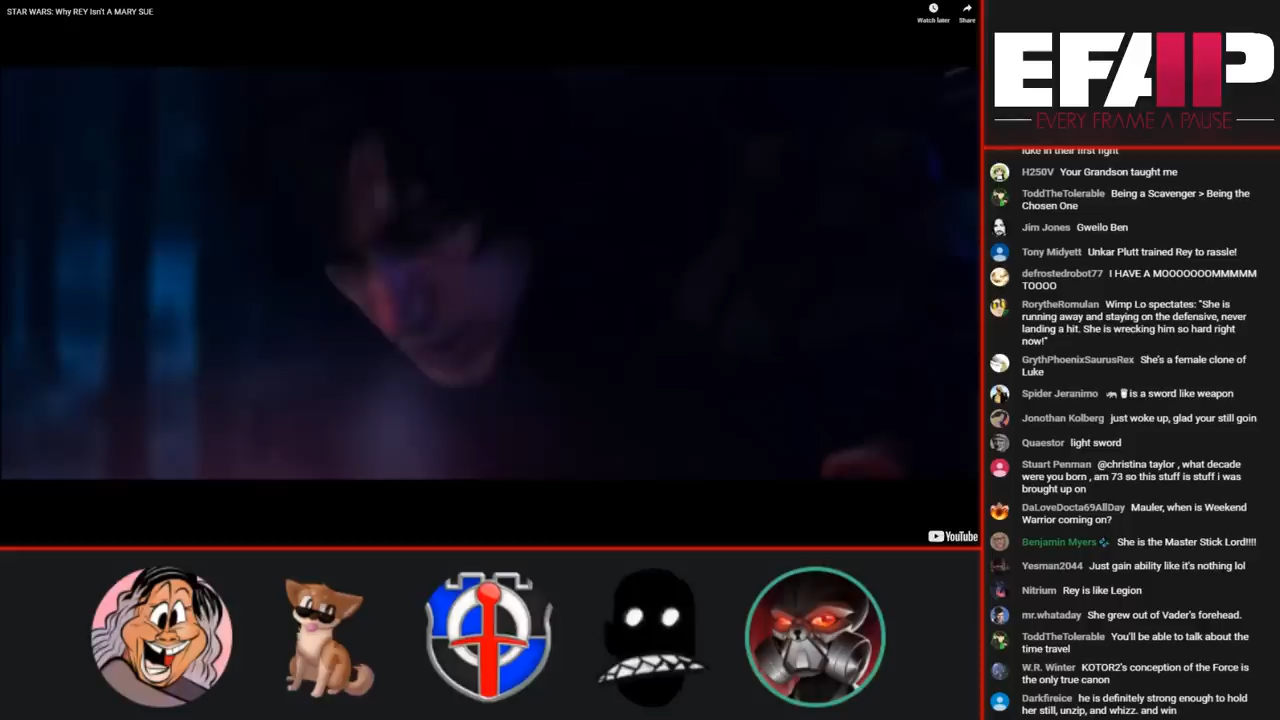 STAR WARS: Why REY Isn't A MARY SUE
Watch later
Share
YouTube
EFAP
EVERY FRAME A PAUSE
luke in their first fight
H250V Your Grandson taught me
ToddTheTolerable Being a Scavenger > Being the
Chosen One
Jim Jones Gweilo Ben
Tony Midyett Unkar Plutt trained Rey to rassle!
defrostedrobot77 I HAVE A MOOOOOOOMMMMM
TOOOO
RorytheRomulan Wimp Lo spectates: "She is
running away and staying on the defensive, never
landing a hit. She is wrecking him so hard right
now!"
GrythPhoenixSaurusRex She's a female clone of
Luke
Spider Jeranimo is a sword like weapon
Jonothan Kolberg just woke up, glad your still goin
Quaestor light sword
Stuart Penman @christina taylor , what decade
were you born , am 73 so this stuff is stuff i was
brought up on
DaLoveDocta69AllDay Mauler, when is Weekend
Warrior coming on?
Benjamin Myers She is the Master Stick Lord!!!!
Yesman2044 Just gain ability like it's nothing lol
Nitrium Rey is like Legion
mr.whataday She grew out of Vader's forehead.
ToddTheTolerable You'll be able to talk about the
time travel
W.R. Winter KOTOR2's conception of the Force is
the only true canon
Darkfireice he is definitely strong enough to hold
her still, unzip, and whizz. and win